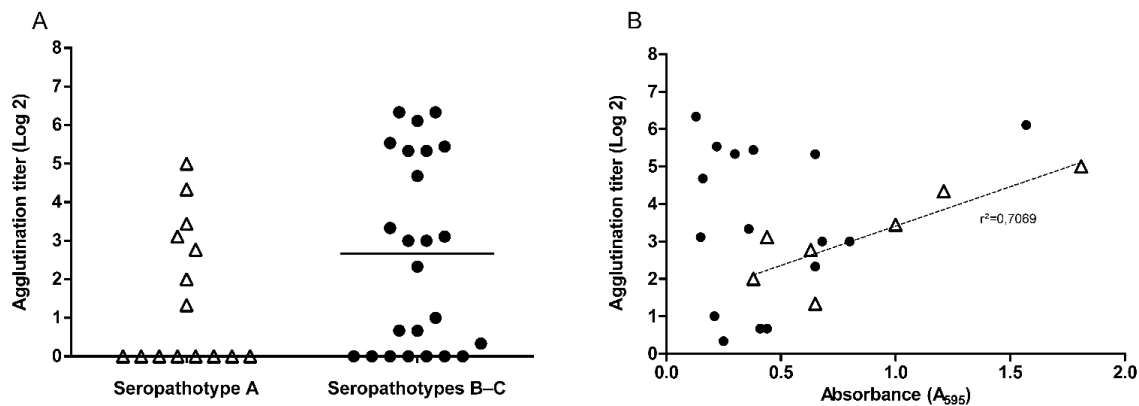 A
Agglutination titer (Log 2)
8
7
6
5
4
3
2
1
0
Seropathotype A
Seropathotypes B–C
B
Agglutination titer (Log 2)
8
7
6
5
4
3
2
1
0
r²=0,7069
0.0
0.5
1.0
1.5
2.0
Absorbance (A₅₉₅)